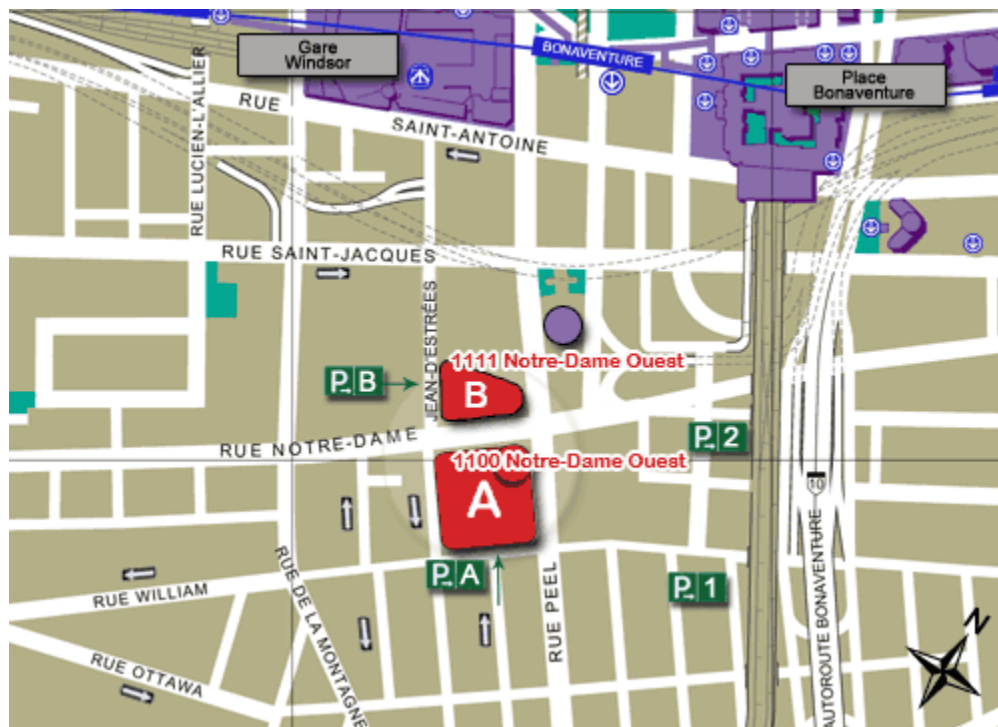 Gare
Windsor
BONAVENTURE
Place
Bonaventure
RUE
SAINT-ANTOINE
RUE LUCIEN-L'ALLIER
RUE SAINT-JACQUES
JEAN-D'ESTRÉES
1111 Notre-Dame Ouest
P B
B
RUE NOTRE-DAME
P 2
1100 Notre-Dame Ouest
A
10
P A
P 1
RUE WILLIAM
RUE DE LA MONTAGNE
RUE PEEL
AUTOROUTE BONAVENTURE
N
RUE OTTAWA